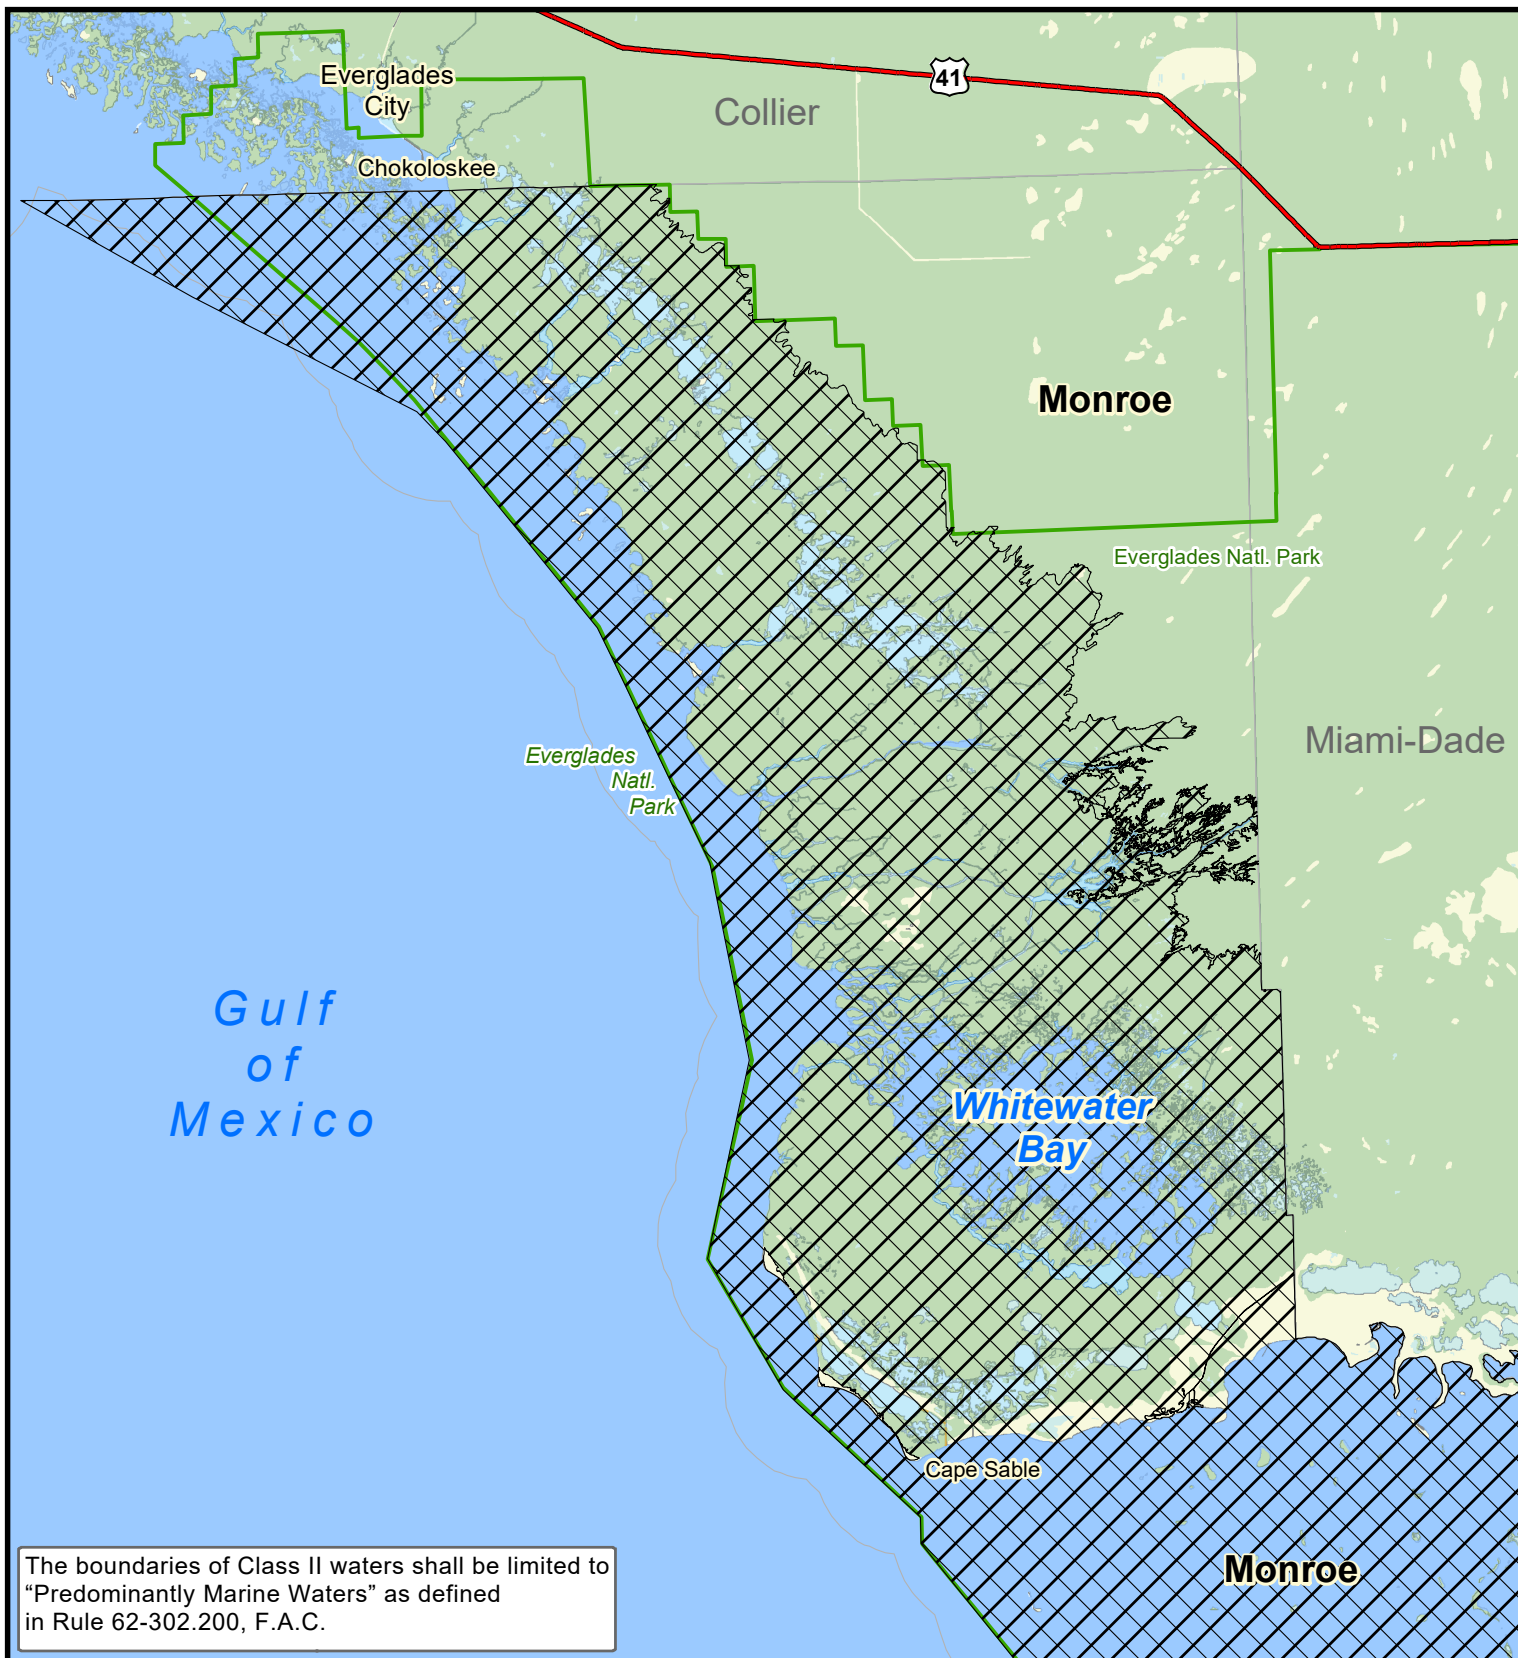 41
Everglades
City
Collier
Chokoloskee
Monroe
Everglades Natl. Park
Miami-Dade
Everglades
Natl.
Park
Gulf
of
Mexico
Whitewater
Bay
Cape Sable
Monroe
The boundaries of Class II waters shall be limited to
“Predominantly Marine Waters” as defined
in Rule 62-302.200, F.A.C.